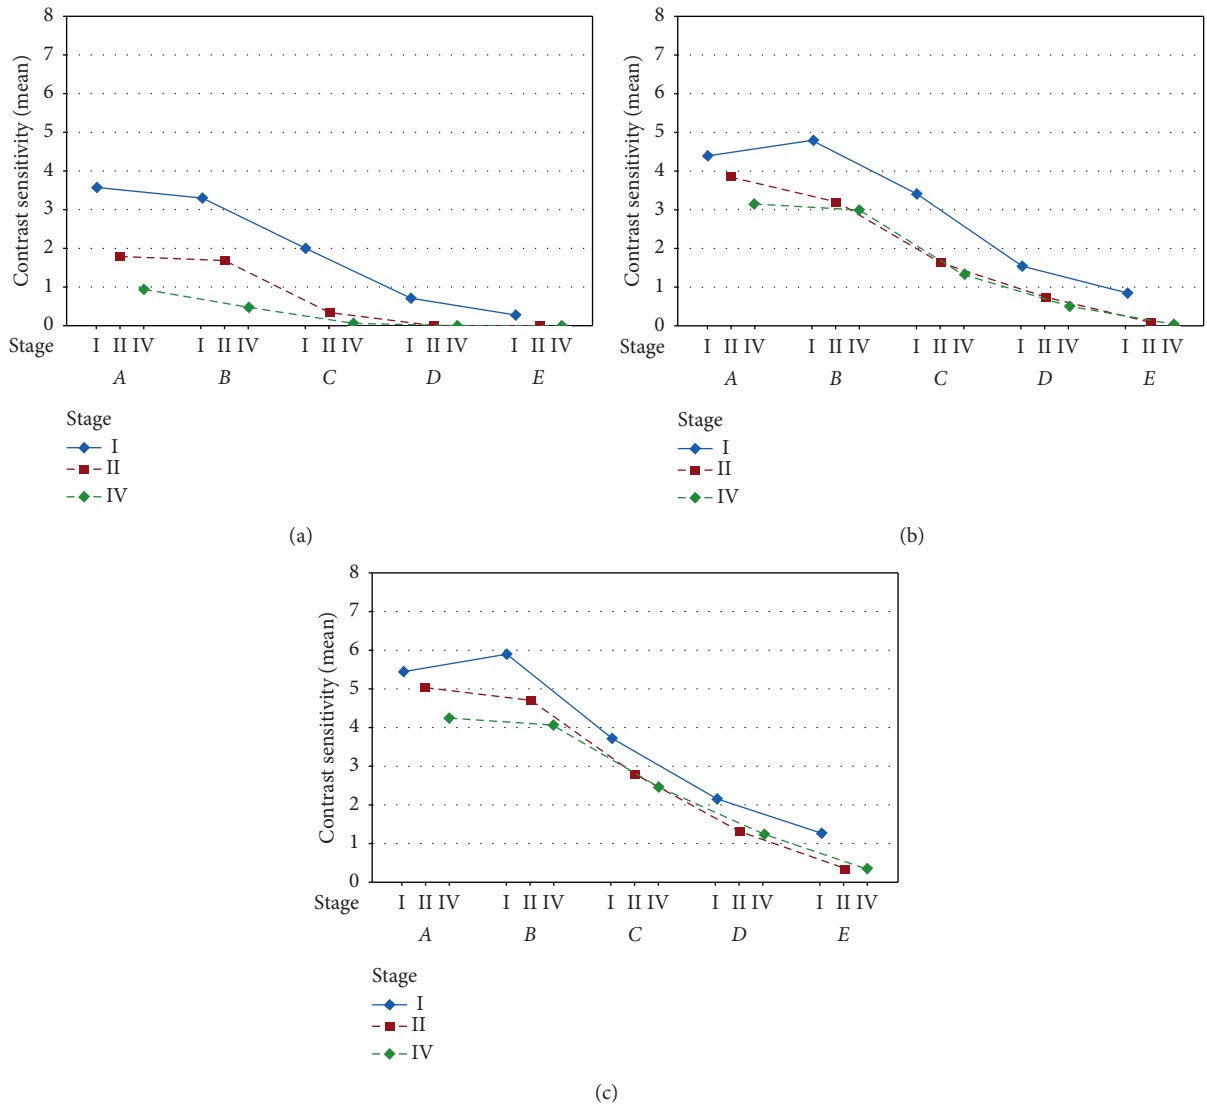 Contrast sensitivity (mean)
8
7
6
5
4
3
2
1
0
Stage I II IV I II IV I II IV I II IV I II IV
A B C D E
Stage
I
II
IV
(a)
Contrast sensitivity (mean)
8
7
6
5
4
3
2
1
0
Stage I II IV I II IV I II IV I II IV I II IV
A B C D E
Stage
I
II
IV
(b)
Contrast sensitivity (mean)
8
7
6
5
4
3
2
1
0
Stage I II IV I II IV I II IV I II IV I II IV
A B C D E
Stage
I
II
IV
(c)